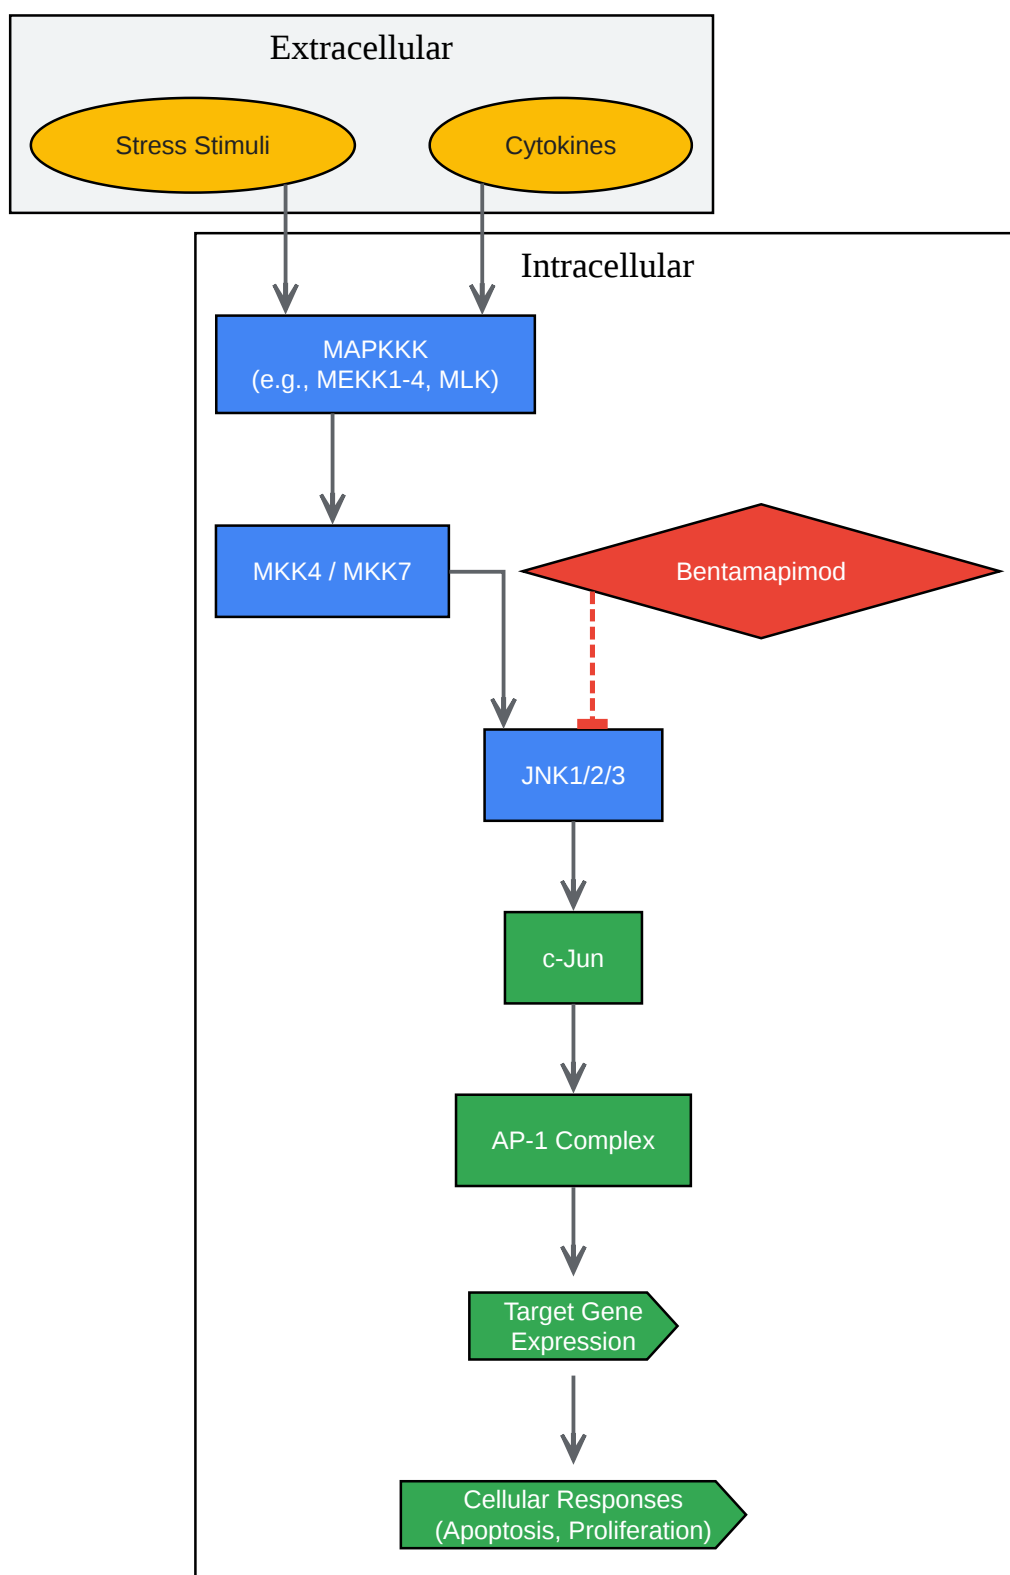 Extracellular
Stress Stimuli
Cytokines
Intracellular
MAPKKK
(e.g., MEKK1-4, MLK)
MKK4 / MKK7
Bentamapimod
JNK1/2/3
c-Jun
AP-1 Complex
Target Gene
Expression
Cellular Responses
(Apoptosis, Proliferation)